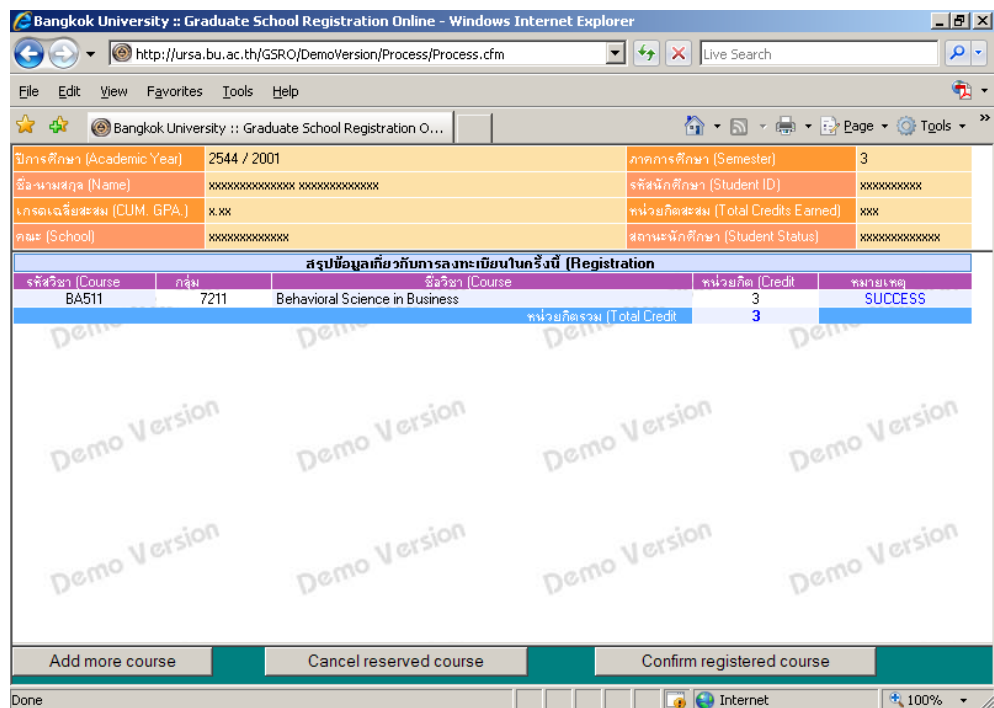 Bangkok University :: Graduate School Registration Online - Windows Internet Explorer
http://ursa.bu.ac.th/GSRO/DemoVersion/Process/Process.cfm Live Search
File Edit View Favorites Tools Help
Bangkok University :: Graduate School Registration O... Page Tools »
ปีการศึกษา (Academic Year) 2544 / 2001 ภาคการศึกษา (Semester) 3
ชื่อ-นามสกุล (Name) xxxxxxxxxxxxxx xxxxxxxxxxxxx รหัสนักศึกษา (Student ID) xxxxxxxxxx
เกรดเฉลี่ยสะสม (CUM. GPA.) x.xx หน่วยกิตสะสม (Total Credits Earned) xxx
คณะ (School) xxxxxxxxxxxxx สถานะนักศึกษา (Student Status) xxxxxxxxxxxxx
สรุปข้อมูลเกี่ยวกับการลงทะเบียนในครั้งนี้ (Registration
รหัสวิชา (Course กลุ่ม ชื่อวิชา (Course หน่วยกิต (Credit หมายเหตุ
BA511 7211 Behavioral Science in Business 3 SUCCESS
หน่วยกิตรวม (Total Credit 3
Demo Demo Demo Demo
Demo Version Demo Version Demo Version Demo Version
Demo Version Demo Version Demo Version Demo Version
Add more course Cancel reserved course Confirm registered course
Done Internet 100%